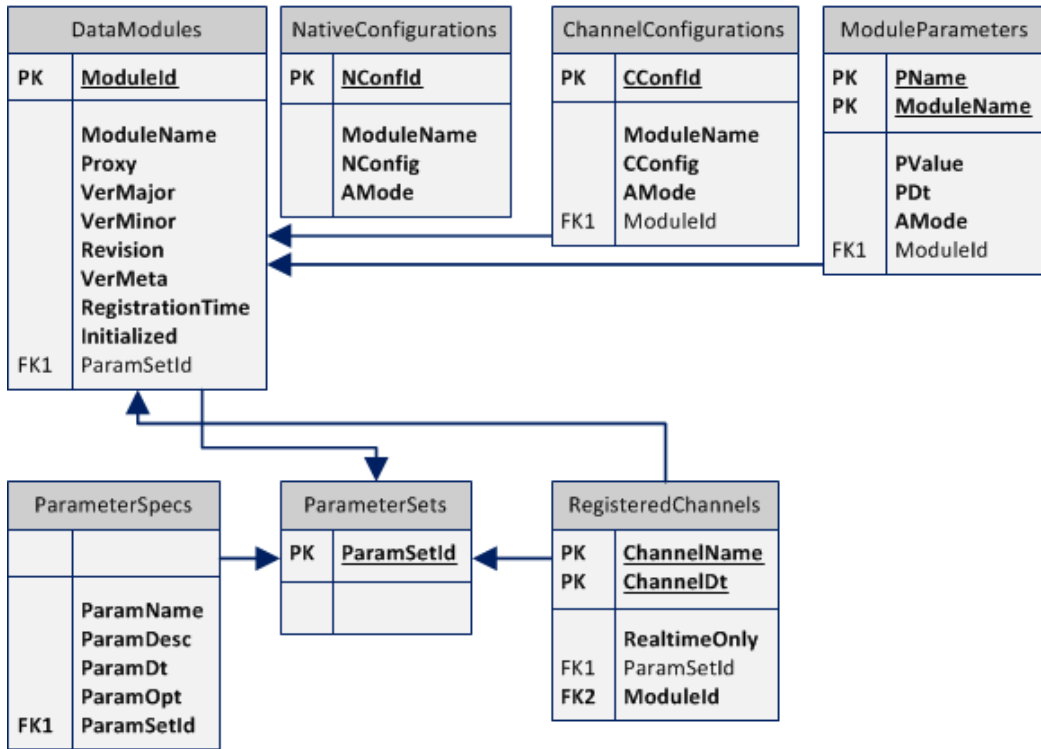 DataModules
PK ModuleId
ModuleName
Proxy
VerMajor
VerMinor
Revision
VerMeta
RegistrationTime
Initialized
FK1 ParamSetId
NativeConfigurations
PK NConfId
ModuleName
NConfig
AMode
ChannelConfigurations
PK CConfId
ModuleName
CConfig
AMode
FK1 ModuleId
ModuleParameters
PK PName
PK ModuleName
PValue
PDt
AMode
FK1 ModuleId
ParameterSpecs
ParamName
ParamDesc
ParamDt
ParamOpt
FK1 ParamSetId
ParameterSets
PK ParamSetId
RegisteredChannels
PK ChannelName
PK ChannelDt
RealtimeOnly
FK1 ParamSetId
FK2 ModuleId